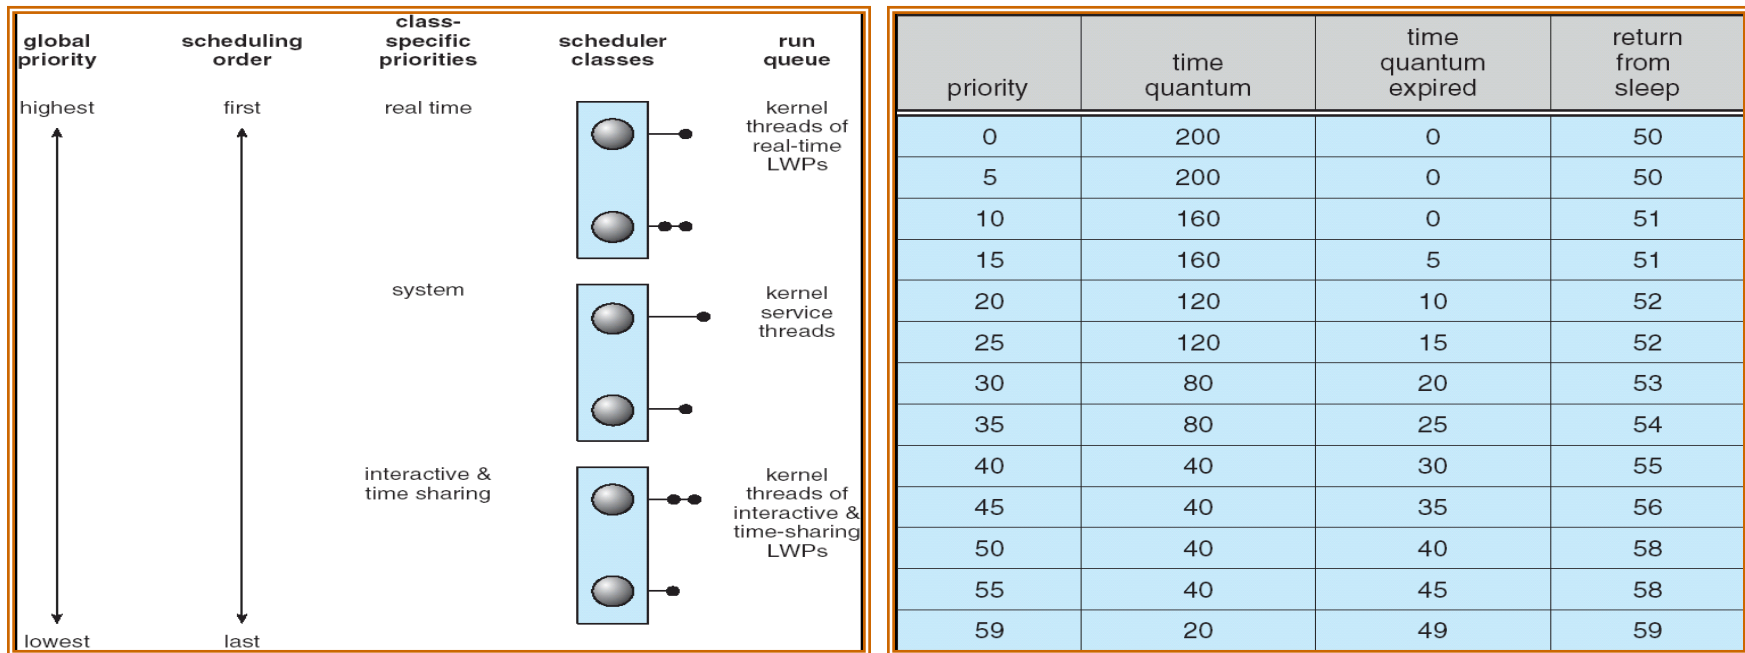 global
priority
scheduling
order
class-
specific
priorities
scheduler
classes
run
queue
highest
first
real time
kernel
threads of
real-time
LWPs
system
kernel
service
threads
interactive &
time sharing
kernel
threads of
interactive &
time-sharing
LWPs
lowest
last
priority
time
quantum
time
quantum
expired
return
from
sleep
0 200 0 50
5 200 0 50
10 160 0 51
15 160 5 51
20 120 10 52
25 120 15 52
30 80 20 53
35 80 25 54
40 40 30 55
45 40 35 56
50 40 40 58
55 40 45 58
59 20 49 59